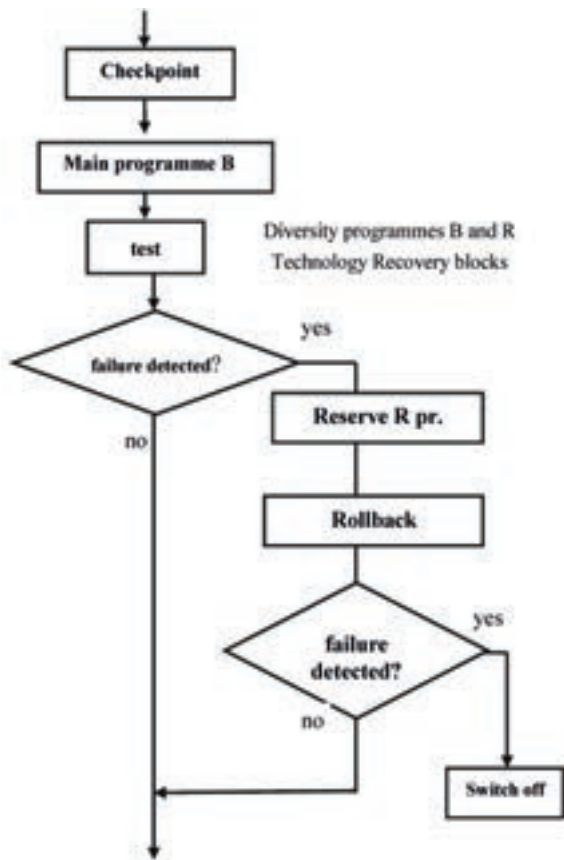 Checkpoint
Main programme B
test
Diversity programmes B and R
Technology Recovery blocks
yes
failure detected?
no
Reserve R pr.
Rollback
yes
failure
detected?
no
Switch off